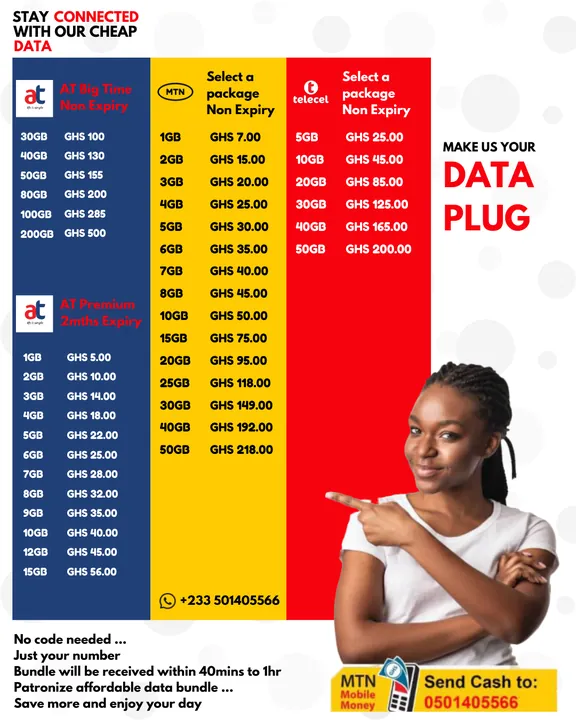 STAY CONNECTED
WITH OUR CHEAP
DATA
at
AT Big Time
Non Expiry
30GB GHS 100
40GB GHS 130
50GB GHS 155
80GB GHS 200
100GB GHS 285
200GB GHS 500
at
AT Premium
2mths Expiry
1GB GHS 5.00
2GB GHS 10.00
3GB GHS 14.00
4GB GHS 18.00
5GB GHS 22.00
6GB GHS 25.00
7GB GHS 28.00
8GB GHS 32.00
9GB GHS 35.00
10GB GHS 40.00
12GB GHS 45.00
15GB GHS 56.00
MTN
Select a
package
Non Expiry
1GB GHS 7.00
2GB GHS 15.00
3GB GHS 20.00
4GB GHS 25.00
5GB GHS 30.00
6GB GHS 35.00
7GB GHS 40.00
8GB GHS 45.00
10GB GHS 50.00
15GB GHS 75.00
20GB GHS 95.00
25GB GHS 118.00
30GB GHS 149.00
40GB GHS 192.00
50GB GHS 218.00
+233 501405566
telecel
Select a
package
Non Expiry
5GB GHS 25.00
10GB GHS 45.00
20GB GHS 85.00
30GB GHS 125.00
40GB GHS 165.00
50GB GHS 200.00
MAKE US YOUR
DATA
PLUG
No code needed ...
Just your number
Bundle will be received within 40mins to 1hr
Patronize affordable data bundle ...
Save more and enjoy your day
MTN
Mobile
Money
Send Cash to:
0501405566